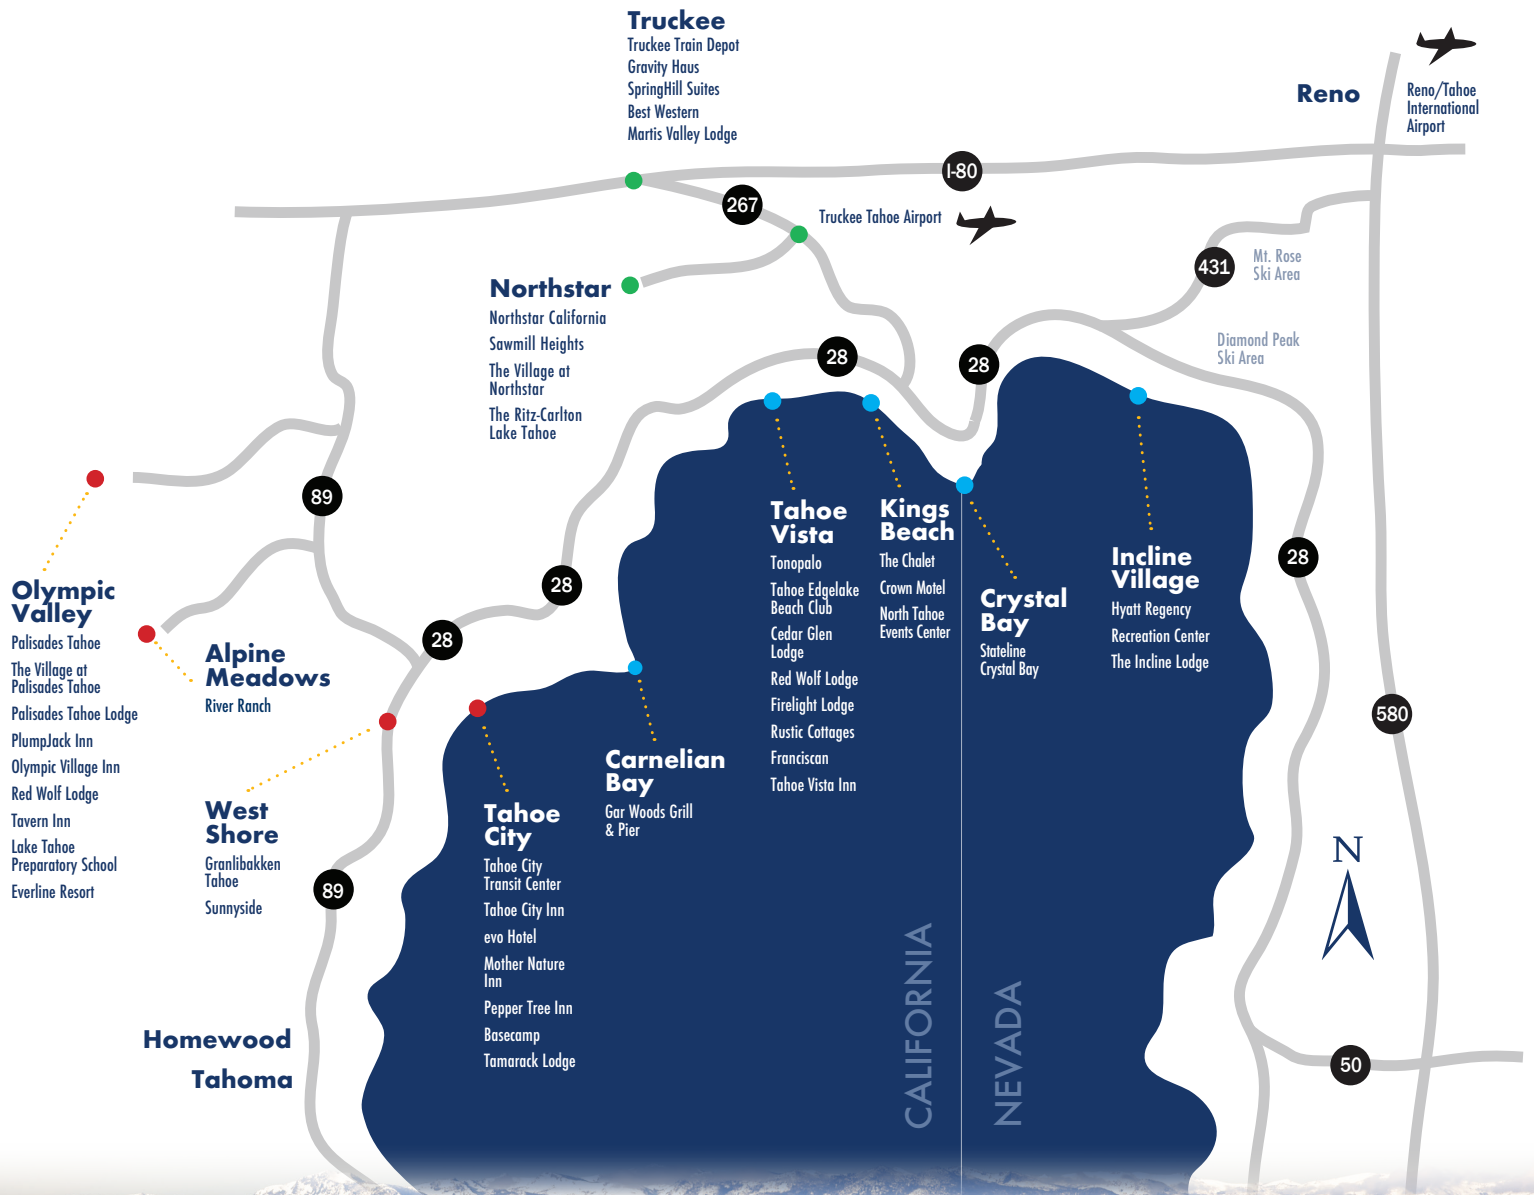 Truckee
Truckee Train Depot
Gravity Haus
SpringHill Suites
Best Western
Martis Valley Lodge
Reno
Reno/Tahoe
International
Airport
I-80
267
Truckee Tahoe Airport
431
Mt. Rose
Ski Area
Northstar
Northstar California
Sawmill Heights
The Village at
Northstar
The Ritz-Carlton
Lake Tahoe
28
28
Diamond Peak
Ski Area
89
28
28
28
Olympic
Valley
Palisades Tahoe
The Village at
Palisades Tahoe
Palisades Tahoe Lodge
PlumpJack Inn
Olympic Village Inn
Red Wolf Lodge
Tavern Inn
Lake Tahoe
Preparatory School
Everline Resort
Alpine
Meadows
River Ranch
West
Shore
Granlibakken
Tahoe
Sunnyside
89
Homewood
Tahoma
Tahoe
City
Tahoe City
Transit Center
Tahoe City Inn
evo Hotel
Mother Nature
Inn
Pepper Tree Inn
Basecamp
Tamarack Lodge
Carnelian
Bay
Gar Woods Grill
& Pier
Tahoe
Vista
Tonopalo
Tahoe Edgelake
Beach Club
Cedar Glen
Lodge
Red Wolf Lodge
Firelight Lodge
Rustic Cottages
Franciscan
Tahoe Vista Inn
Kings
Beach
The Chalet
Crown Motel
North Tahoe
Events Center
Crystal
Bay
Stateline
Crystal Bay
Incline
Village
Hyatt Regency
Recreation Center
The Incline Lodge
580
N
CALIFORNIA
NEVADA
50